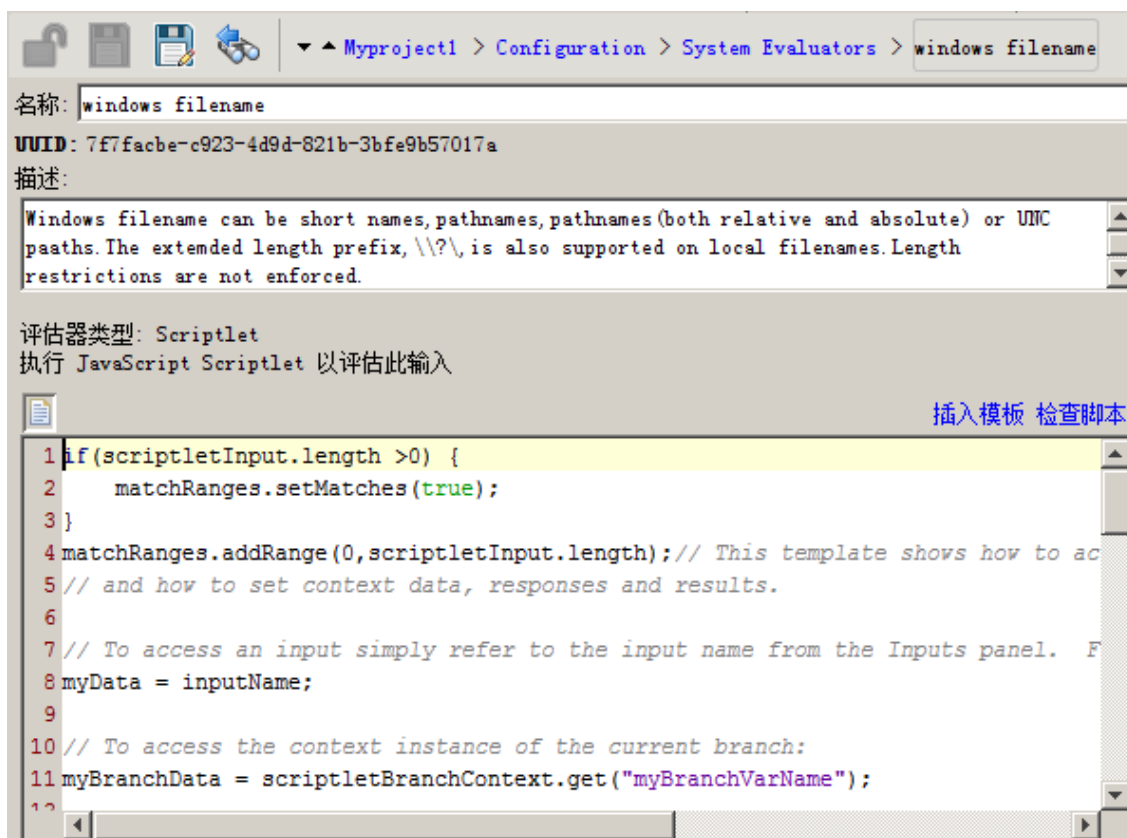 Myproject1 > Configuration > System Evaluators > windows filename
名称: windows filename
UUID: 7f7facbe-c923-4d9d-821b-3bfe9b57017a
描述:
Windows filename can be short names,pathnames,pathnames(both relative and absolute) or UNC
paaths.The extemded length prefix,\\?\,is also supported on local filenames.Length
restrictions are not enforced.
评估器类型: Scriptlet
执行 JavaScript Scriptlet 以评估此输入
插入模板 检查脚本
1 if(scriptletInput.length >0) {
2 matchRanges.setMatches(true);
3 }
4 matchRanges.addRange(0,scriptletInput.length);// This template shows how to ac
5 // and how to set context data, responses and results.
6
7 // To access an input simply refer to the input name from the Inputs panel. F
8 myData = inputName;
9
10 // To access the context instance of the current branch:
11 myBranchData = scriptletBranchContext.get("myBranchVarName");
12